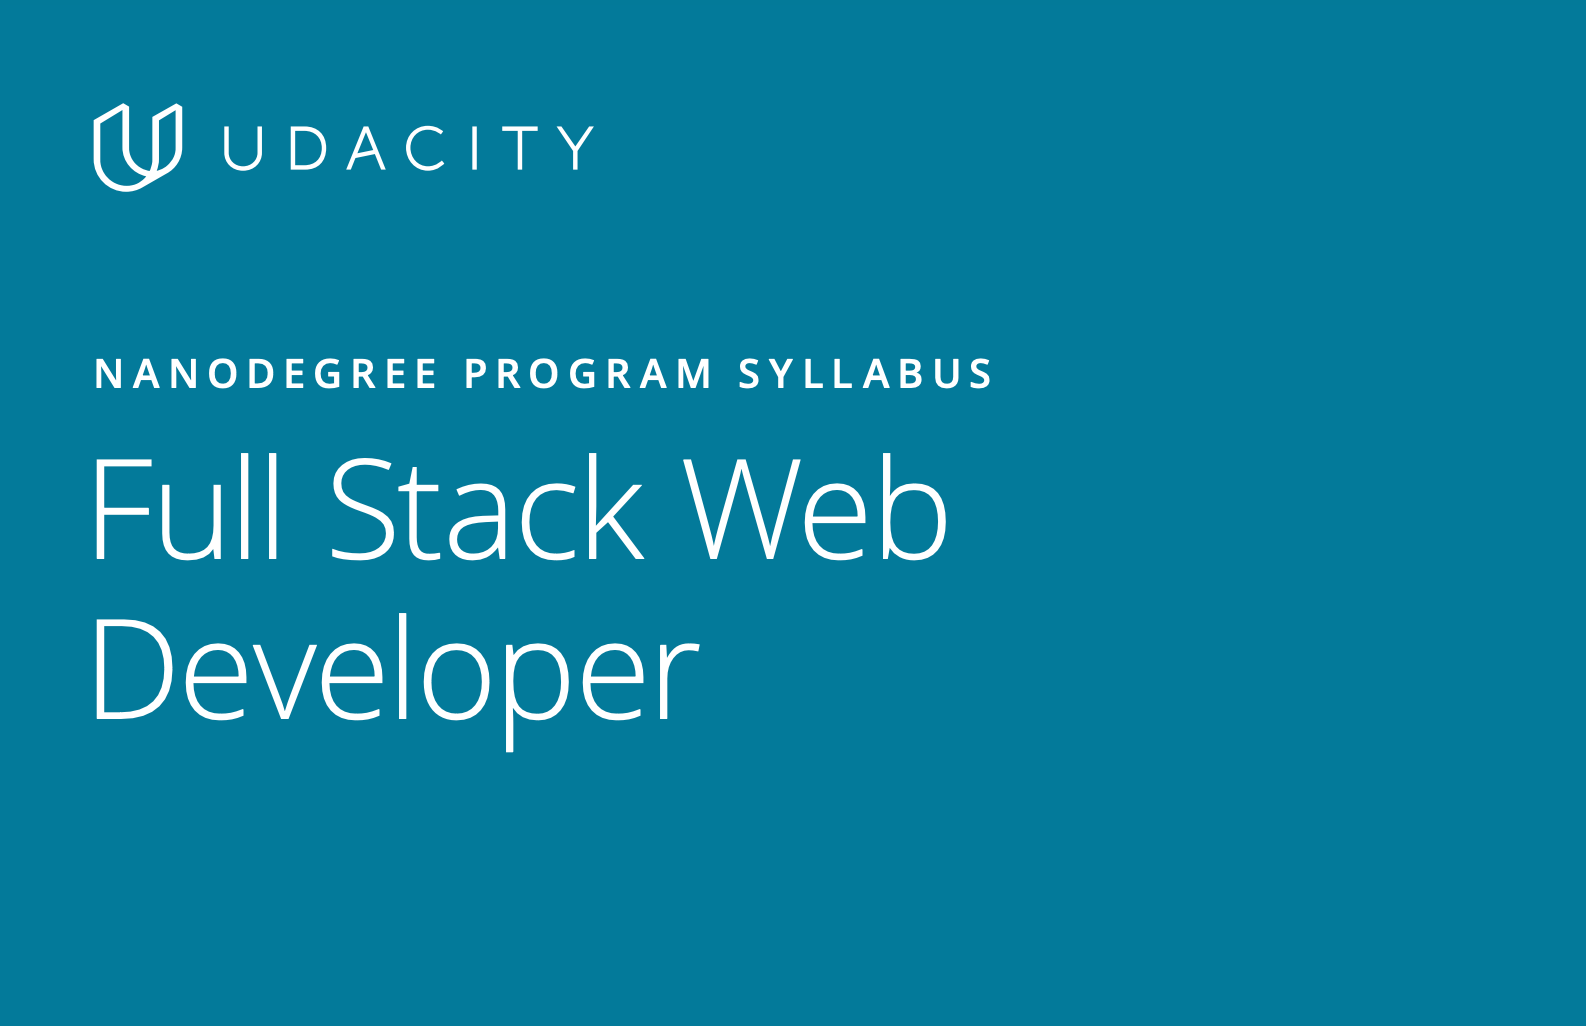 UDACITY
NANODEGREE PROGRAM SYLLABUS
Full Stack Web
Developer